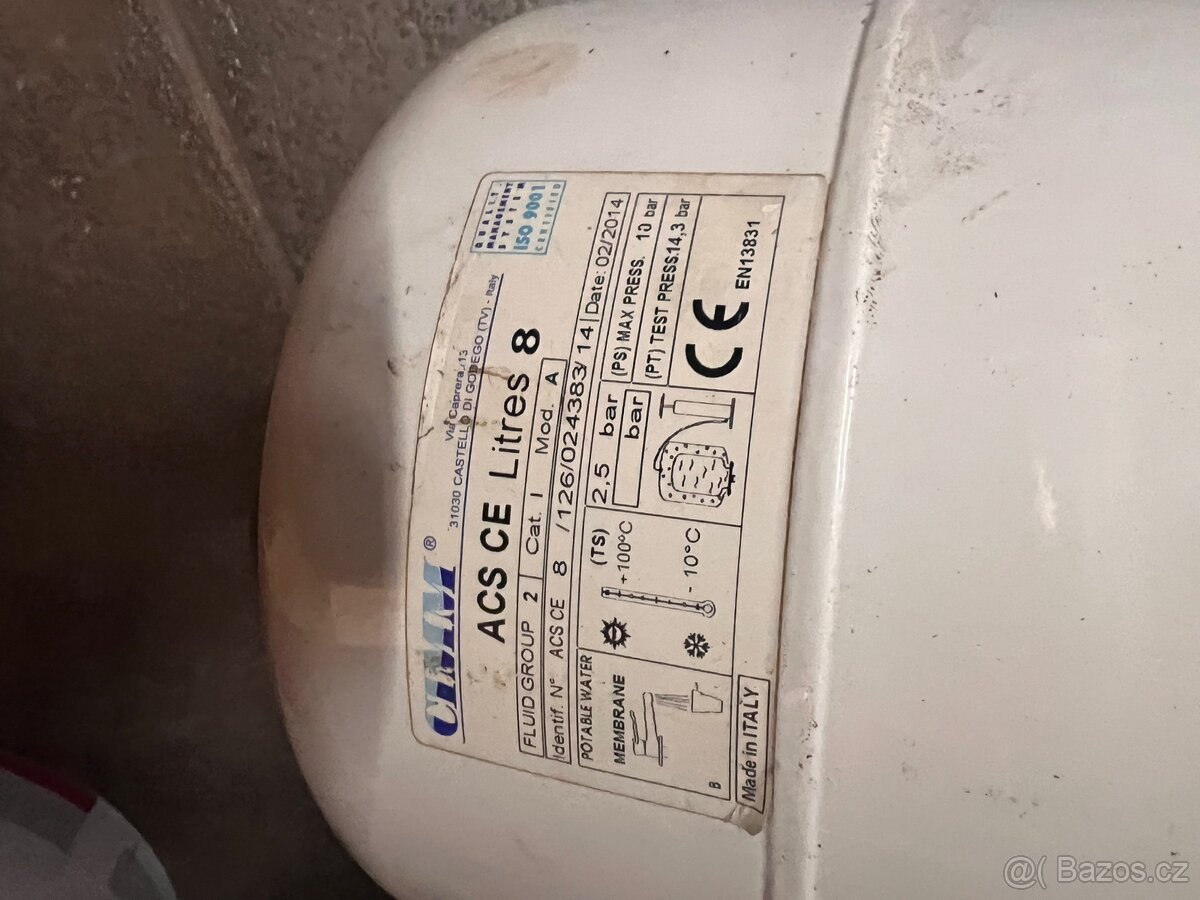 CIMM®
Via Caprera, 13
31030 CASTELLO DI GODEGO (TV) - Italy
QUALITY
MANAGEMENT
SYSTEM
ISO 9001
CERTIFIED
ACS CE Litres 8
FLUID GROUP 2 Cat. I Mod. A
Identif. N° ACS CE 8 /126/024383/14 Date: 02/2014
POTABLE WATER
MEMBRANE
B
(TS)
+100°C
- 10°C
2,5 bar
bar
(PS) MAX PRESS. 10 bar
(PT) TEST PRESS.14,3 bar
CE
EN13831
Made in ITALY
@( Bazos.cz